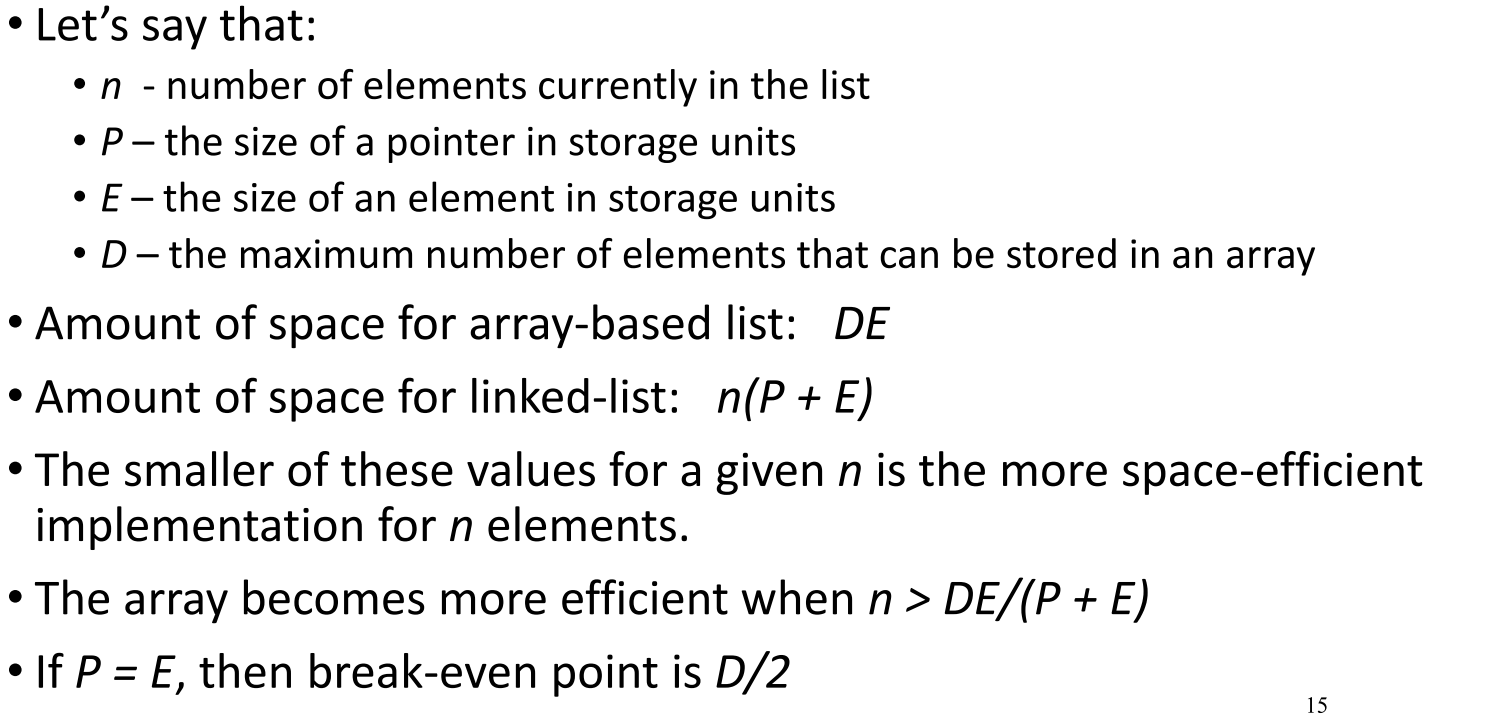 • Let’s say that:
• n - number of elements currently in the list
• P – the size of a pointer in storage units
• E – the size of an element in storage units
• D – the maximum number of elements that can be stored in an array
• Amount of space for array-based list: DE
• Amount of space for linked-list: n(P + E)
• The smaller of these values for a given n is the more space-efficient
implementation for n elements.
• The array becomes more efficient when n > DE/(P + E)
• If P = E, then break-even point is D/2
15